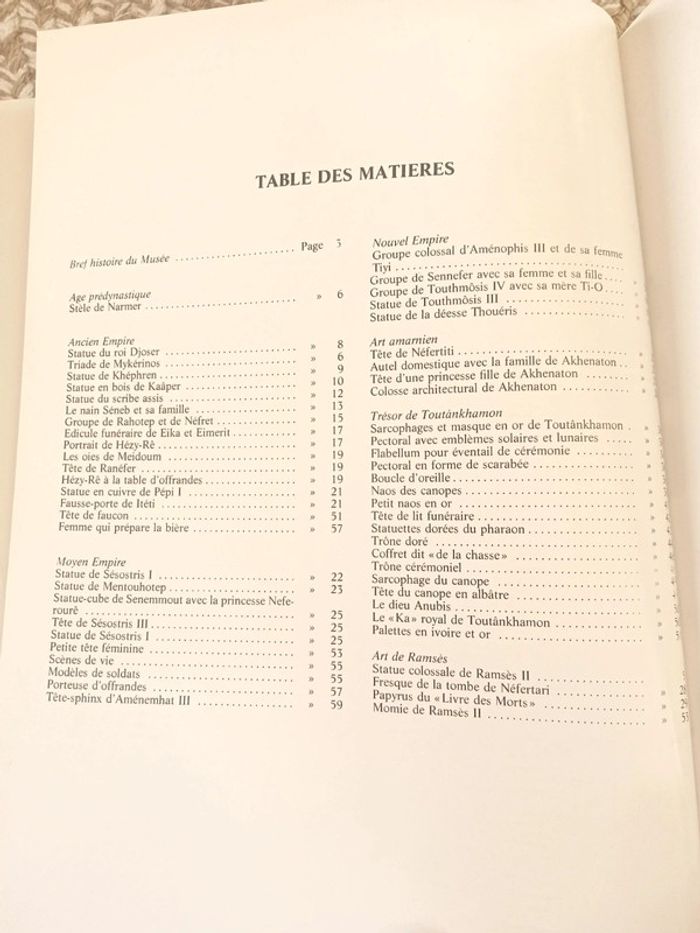 TABLE DES MATIERES
Bref histoire du Musée ............ Page
Age prédynastique
Stèle de Narmer ............ » 6
Ancien Empire
Statue du roi Djoser ............ » 8
Triade de Mykérinos ............ » 6
Statue de Khéphren ............ » 9
Statue en bois de Kaâper ............ » 10
Statue du scribe assis ............ » 12
Le nain Séneb et sa famille ............ » 13
Groupe de Rahotep et de Néfret ............ » 15
Edicule funéraire de Eika et Eimerit ............ » 17
Portrait de Hézy-Rê ............ » 17
Les oies de Meidoum ............ » 19
Tête de Ranéfer ............ » 19
Hézy-Rê à la table d'offrandes ............ » 19
Statue en cuivre de Pépi I ............ » 21
Fausse-porte de Itéti ............ » 21
Tête de faucon ............ » 51
Femme qui prépare la bière ............ » 57
Moyen Empire
Statue de Sésostris I ............ » 22
Statue de Mentouhotep ............ » 23
Statue-cube de Senemmout avec la princesse Nefe-
rourê ............ » 25
Tête de Sésostris III ............ » 25
Statue de Sésostris I ............ » 25
Petite tête féminine ............ » 53
Scènes de vie ............ » 55
Modèles de soldats ............ » 55
Porteuse d'offrandes ............ » 57
Tête-sphinx d'Aménemhat III ............ » 59
Nouvel Empire
Groupe colossal d'Aménophis III et de sa femme
Tiyi ............
Groupe de Sennefer avec sa femme et sa fille ....
Groupe de Touthmôsis IV avec sa mère Ti-O ....
Statue de Touthmôsis III ............
Statue de la déesse Thouéris ............
Art amarnien
Tête de Néfertiti ............
Autel domestique avec la famille de Akhenaton ..
Tête d'une princesse fille de Akhenaton ............
Colosse architectural de Akhenaton ............
Trésor de Toutânkhamon
Sarcophages et masque en or de Toutânkhamon .
Pectoral avec emblèmes solaires et lunaires ............ »
Flabellum pour éventail de cérémonie ............ »
Pectoral en forme de scarabée ............ »
Boucle d'oreille ............ »
Naos des canopes ............ »
Petit naos en or ............ »
Tête de lit funéraire ............ »
Statuettes dorées du pharaon ............ »
Trône doré ............ »
Coffret dit «de la chasse» ............ »
Trône cérémoniel ............ »
Sarcophage du canope ............ »
Tête du canope en albâtre ............ »
Le dieu Anubis ............ »
Le «Ka» royal de Toutânkhamon ............ »
Palettes en ivoire et or ............ »
Art de Ramsès
Statue colossale de Ramsès II ............
Fresque de la tombe de Néfertari ............ »
Papyrus du «Livre des Morts» ............ »
Momie de Ramsès II ............ »